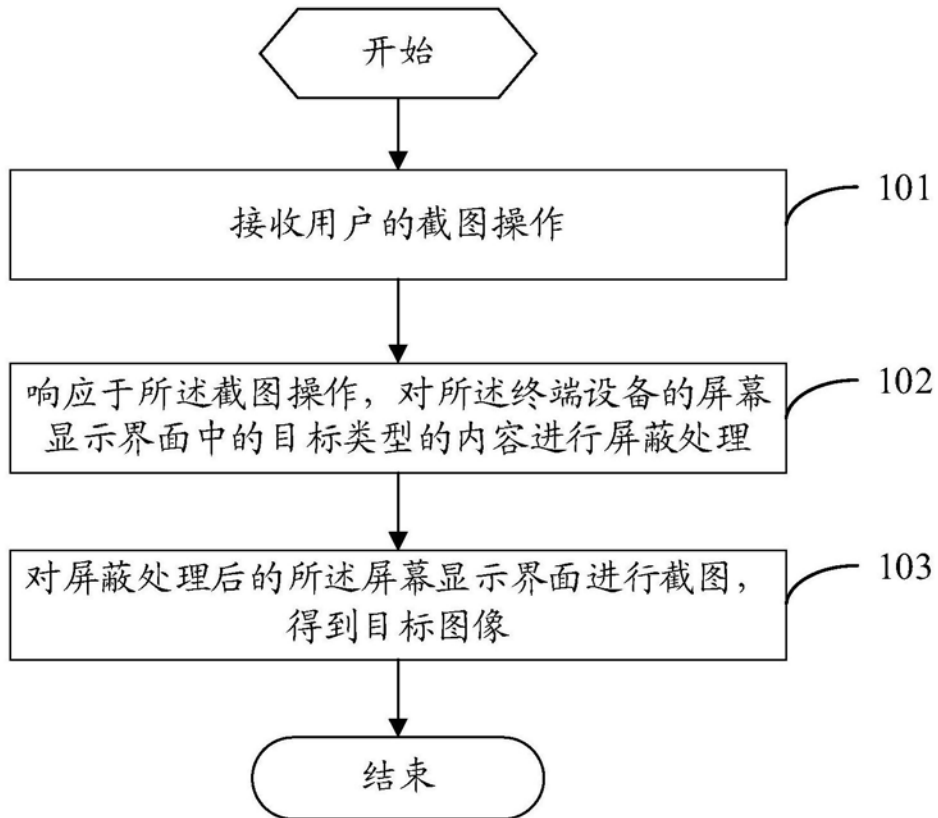 开始
接收用户的截图操作
101
响应于所述截图操作，对所述终端设备的屏幕
显示界面中的目标类型的内容进行屏蔽处理
102
对屏蔽处理后的所述屏幕显示界面进行截图，
得到目标图像
103
结束